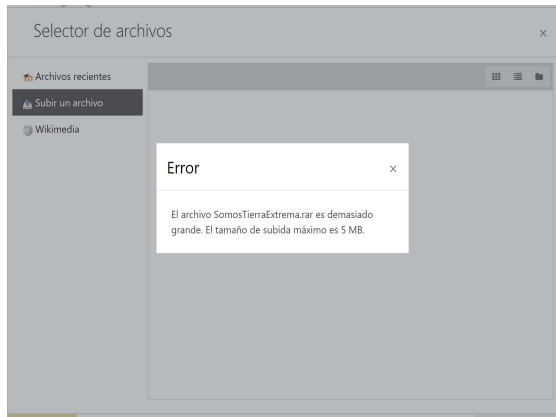 Selector de archivos
×
Archivos recientes
Subir un archivo
Wikimedia
Error
×
El archivo SomosTierraExtrema.rar es demasiado
grande. El tamaño de subida máximo es 5 MB.